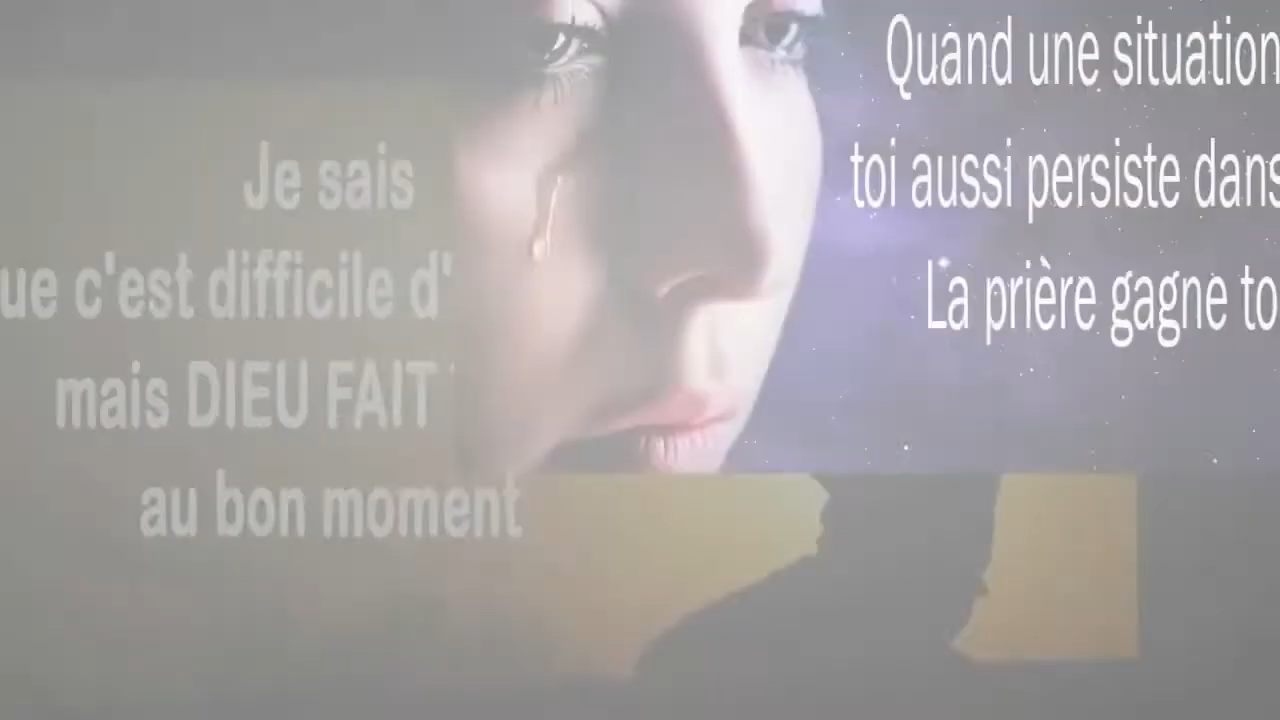 Je sais
ue c'est difficile d'
mais DIEU FAIT
au bon moment
Quand une situation
toi aussi persiste dans
La prière gagne to